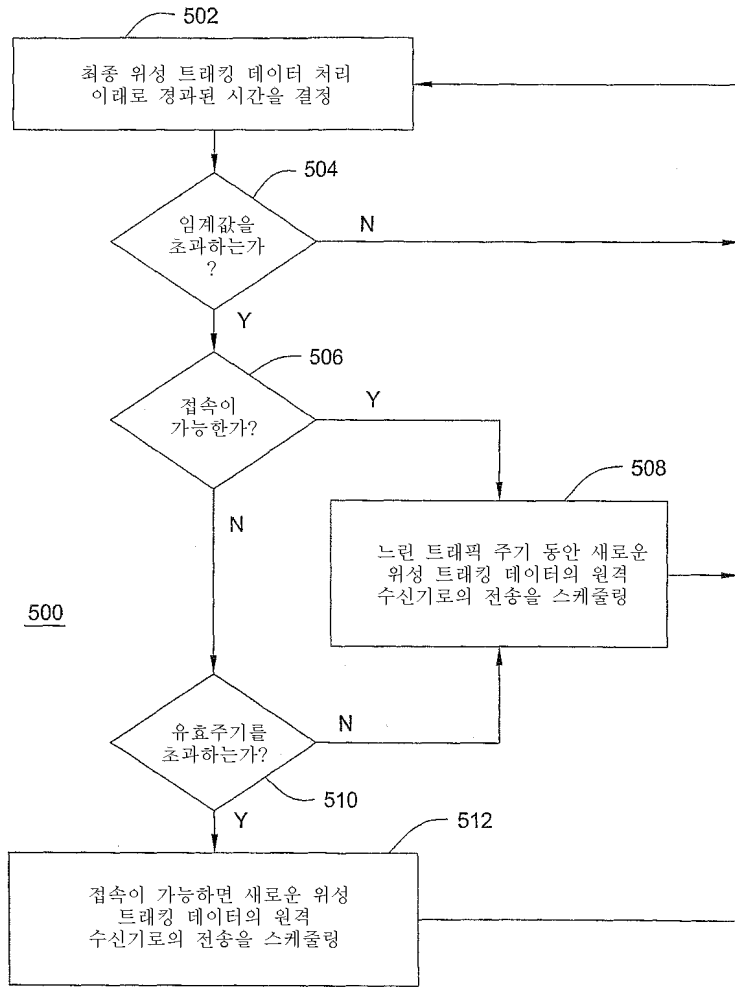 502
최종 위성 트래킹 데이터 처리
이래로 경과된 시간을 결정
504
임계값을
초과하는가
?
N
Y
506
접속이
가능한가?
Y
N
508
느린 트래픽 주기 동안 새로운
위성 트래킹 데이터의 원격
수신기로의 전송을 스케줄링
500
유효주기를
초과하는가?
N
510
Y
512
접속이 가능하면 새로운 위성
트래킹 데이터의 원격
수신기로의 전송을 스케줄링